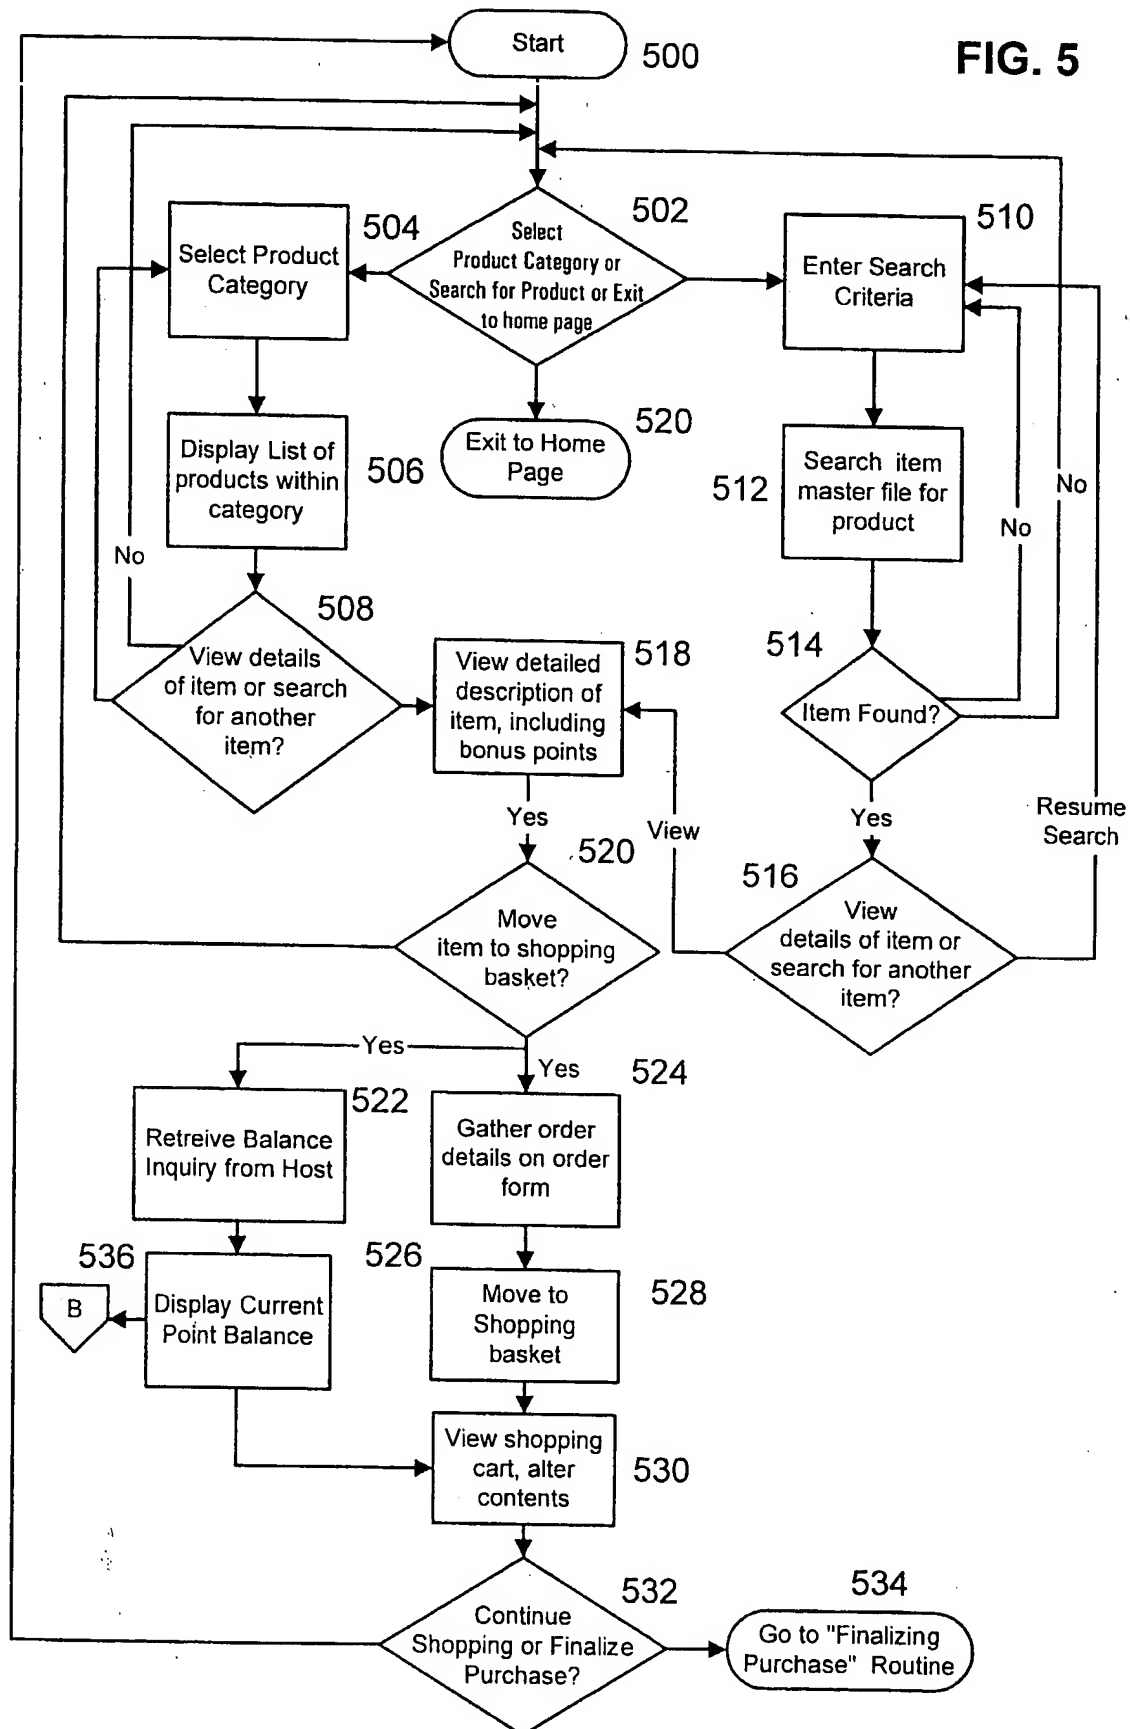 Start
500
FIG. 5
502
504
510
Select
Product Category or
Search for Product or Exit
to home page
Select Product
Category
Enter Search
Criteria
520
Exit to Home
Page
Display List of
products within
category
506
512
Search item
master file for
product
No
No
No
508
View details
of item or search
for another
item?
518
View detailed
description of
item, including
bonus points
514
Item Found?
Yes
View
Yes
Resume
Search
520
516
Move
item to shopping
basket?
View
details of item or
search for another
item?
Yes
Yes
524
522
Retreive Balance
Inquiry from Host
Gather order
details on order
form
536
526
B
Display Current
Point Balance
Move to
Shopping
basket
528
View shopping
cart, alter
contents
530
532
534
Continue
Shopping or Finalize
Purchase?
Go to "Finalizing
Purchase" Routine